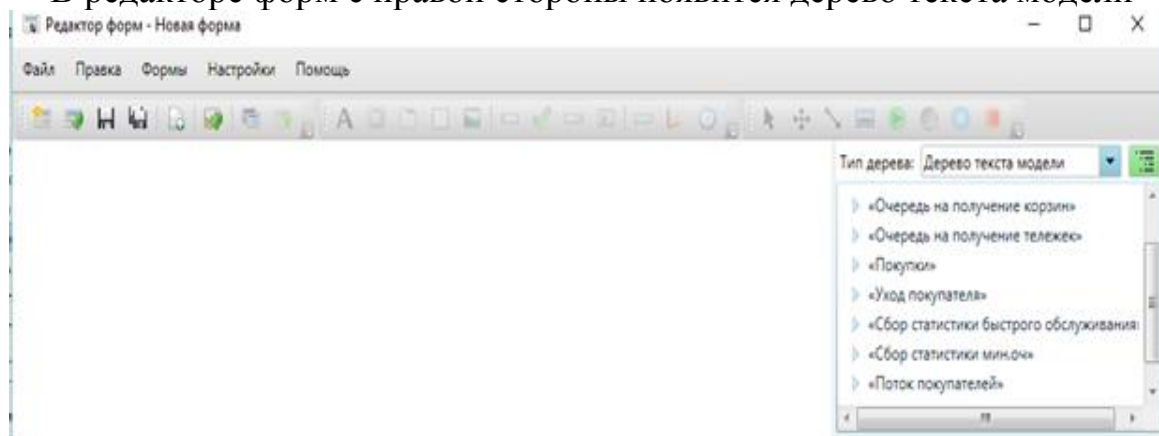 В редакторе форм с правой стороны появится дерево текста модели
Редактор форм - Новая форма
Файл Правка Формы Настройки Помощь
Тип дерева: Дерево текста модели
«Очередь на получение корзин»
«Очередь на получение тележек»
«Покупки»
«Уход покупателя»
«Сбор статистики быстрого обслуживания
«Сбор статистики мин.оч»
«Поток покупателей»